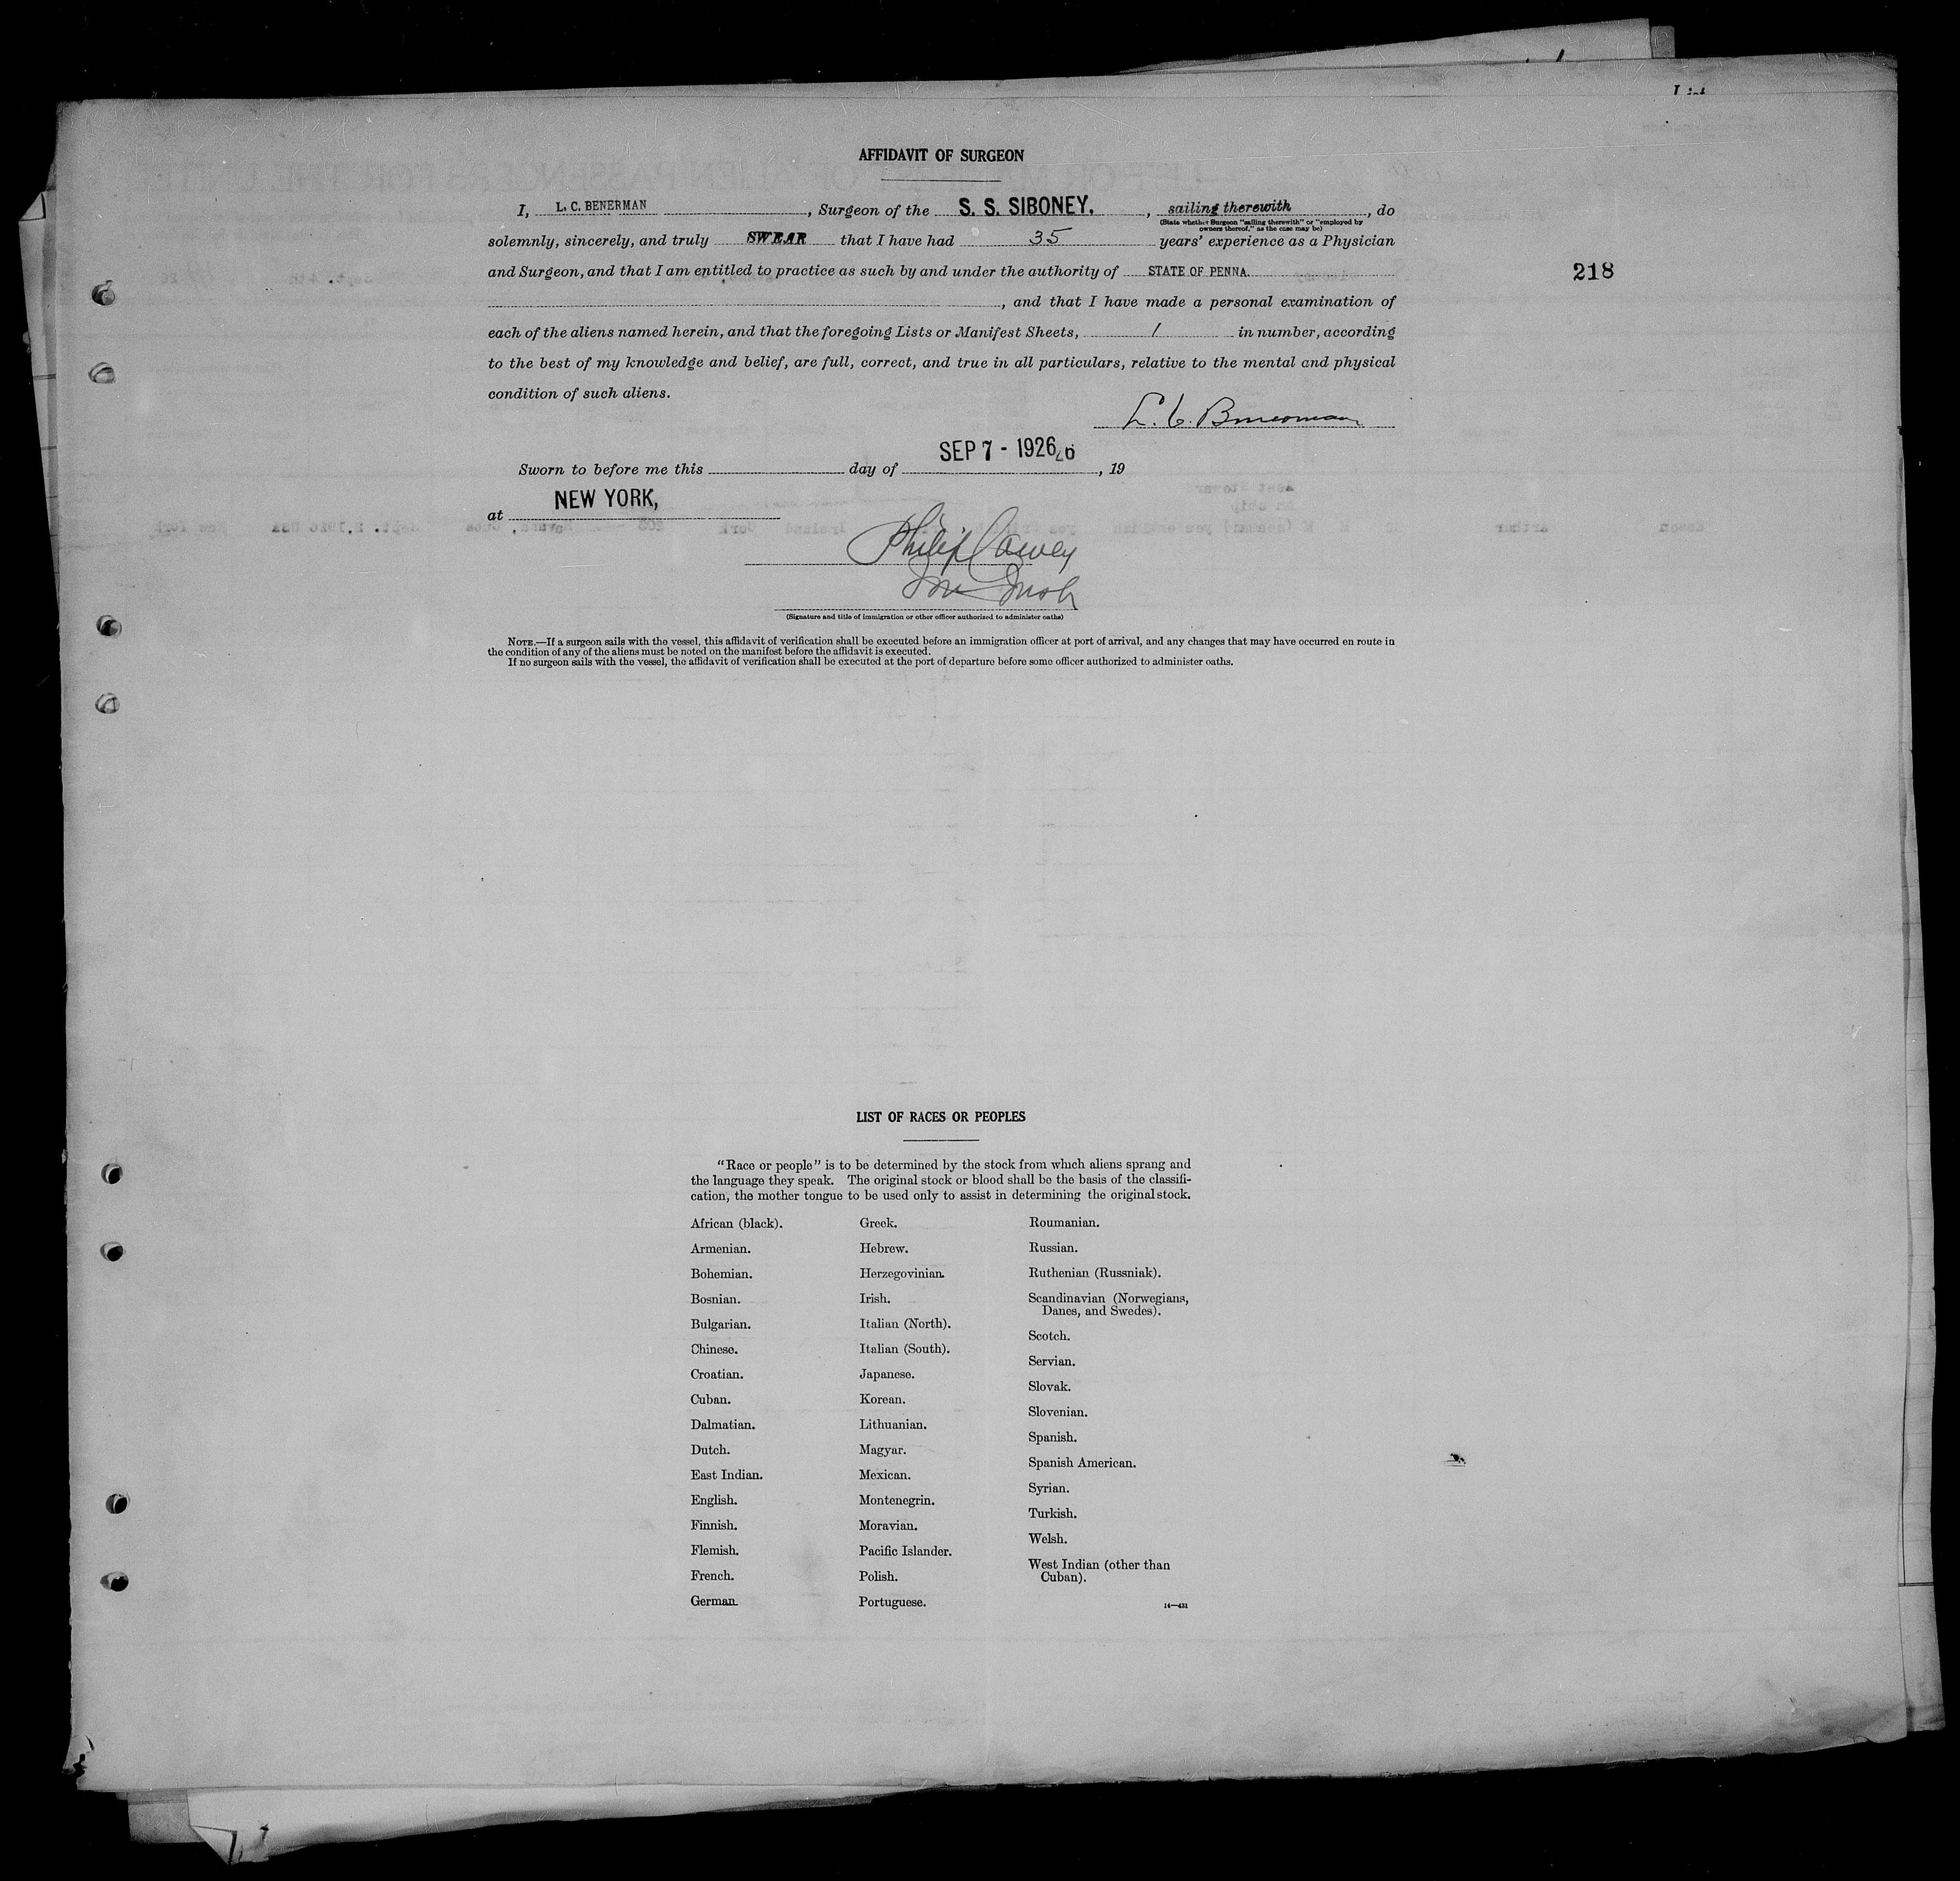 AFFIDAVIT OF SURGEON
I, L. C. BENERMAN, Surgeon of the S. S. SIBONEY, , sailing therewith, do
(State whether Surgeon "sailing therewith" or "employed by
owners thereof," as the case may be)
solemnly, sincerely, and truly SWEAR that I have had 35 years' experience as a Physician
and Surgeon, and that I am entitled to practice as such by and under the authority of STATE OF PENNA.
218
, and that I have made a personal examination of
each of the aliens named herein, and that the foregoing Lists or Manifest Sheets, 1 in number, according
to the best of my knowledge and belief, are full, correct, and true in all particulars, relative to the mental and physical
condition of such aliens.
L. C. Benerman
SEP 7 - 1926
Sworn to before me this day of , 19
at NEW YORK,
Philip
(Signature and title of immigration or other officer authorized to administer oaths)
NOTE.—If a surgeon sails with the vessel, this affidavit of verification shall be executed before an immigration officer at port of arrival, and any changes that may have occurred en route in
the condition of any of the aliens must be noted on the manifest before the affidavit is executed.
If no surgeon sails with the vessel, the affidavit of verification shall be executed at the port of departure before some officer authorized to administer oaths.
LIST OF RACES OR PEOPLES
"Race or people" is to be determined by the stock from which aliens sprang and
the language they speak. The original stock or blood shall be the basis of the classifi-
cation, the mother tongue to be used only to assist in determining the original stock.
African (black).
Armenian.
Bohemian.
Bosnian.
Bulgarian.
Chinese.
Croatian.
Cuban.
Dalmatian.
Dutch.
East Indian.
English.
Finnish.
Flemish.
French.
German.
Greek.
Hebrew.
Herzegovinian.
Irish.
Italian (North).
Italian (South).
Japanese.
Korean.
Lithuanian.
Magyar.
Mexican.
Montenegrin.
Moravian.
Pacific Islander.
Polish.
Portuguese.
Roumanian.
Russian.
Ruthenian (Russniak).
Scandinavian (Norwegians,
Danes, and Swedes).
Scotch.
Servian.
Slovak.
Slovenian.
Spanish.
Spanish American.
Syrian.
Turkish.
Welsh.
West Indian (other than
Cuban).
14—431